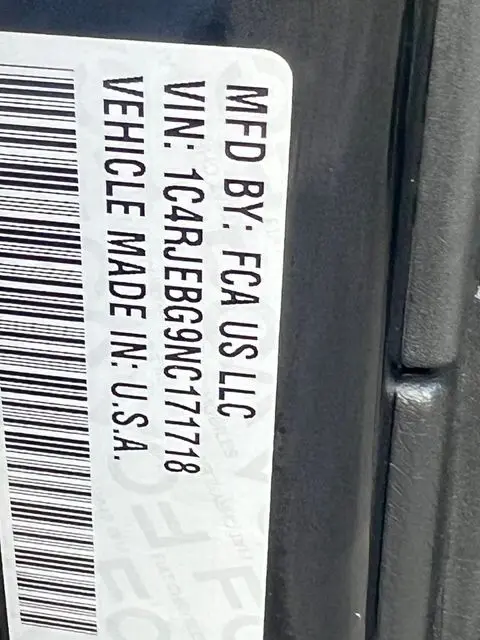 MFD BY: FCA US LLC
VIN: 1C4RJEBG9NC171718
VEHICLE MADE IN: U.S.A.